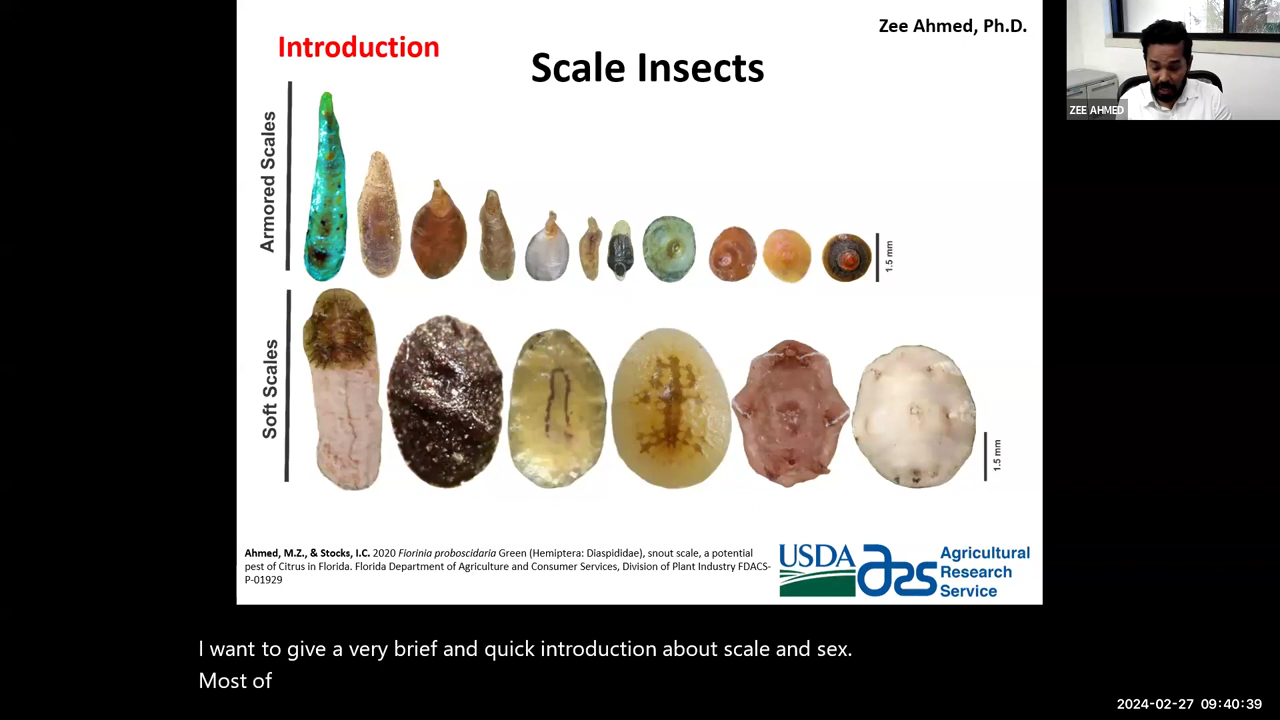 Introduction
Zee Ahmed, Ph.D.
Scale Insects
Armored Scales
1.5 mm
Soft Scales
1.5 mm
ZEE AHMED
Ahmed, M.Z., & Stocks, I.C. 2020 Fiorinia proboscidaria Green (Hemiptera: Diaspididae), snout scale, a potential
pest of Citrus in Florida. Florida Department of Agriculture and Consumer Services, Division of Plant Industry FDACS-
P-01929
USDA
ars
Agricultural
Research
Service
I want to give a very brief and quick introduction about scale and sex.
Most of
2024-02-27 09:40:39